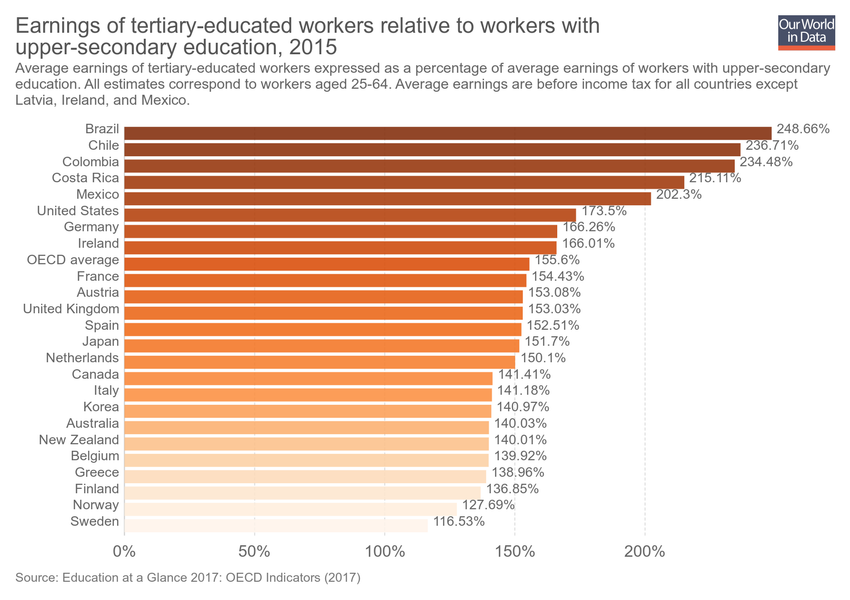 Earnings of tertiary-educated workers relative to workers with
upper-secondary education, 2015
Our World
in Data
Average earnings of tertiary-educated workers expressed as a percentage of average earnings of workers with upper-secondary
education. All estimates correspond to workers aged 25-64. Average earnings are before income tax for all countries except
Latvia, Ireland, and Mexico.
Brazil 248.66%
Chile 236.71%
Colombia 234.48%
Costa Rica 215.11%
Mexico 202.3%
United States 173.5%
Germany 166.26%
Ireland 166.01%
OECD average 155.6%
France 154.43%
Austria 153.08%
United Kingdom 153.03%
Spain 152.51%
Japan 151.7%
Netherlands 150.1%
Canada 141.41%
Italy 141.18%
Korea 140.97%
Australia 140.03%
New Zealand 140.01%
Belgium 139.92%
Greece 138.96%
Finland 136.85%
Norway 127.69%
Sweden 116.53%
0% 50% 100% 150% 200%
Source: Education at a Glance 2017: OECD Indicators (2017)